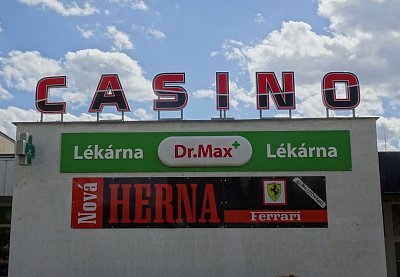 CASINO
Lékárna Dr.Max+ Lékárna
Nová HERNA Ferrari